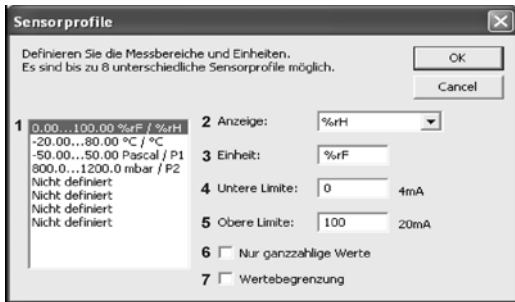 Sensorprofile
Definieren Sie die Messbereiche und Einheiten.
Es sind bis zu 8 unterschiedliche Sensorprofile möglich.
OK
Cancel
1
0.00...100.00 %rF / %rH
-20.00...80.00 °C / °C
-50.00...50.00 Pascal / P1
800.0...1200.0 mbar / P2
Nicht definiert
Nicht definiert
Nicht definiert
Nicht definiert
2 Anzeige: %rH
3 Einheit: %rF
4 Untere Limite: 0 4mA
5 Obere Limite: 100 20mA
6 Nur ganzzahlige Werte
7 Wertebegrenzung